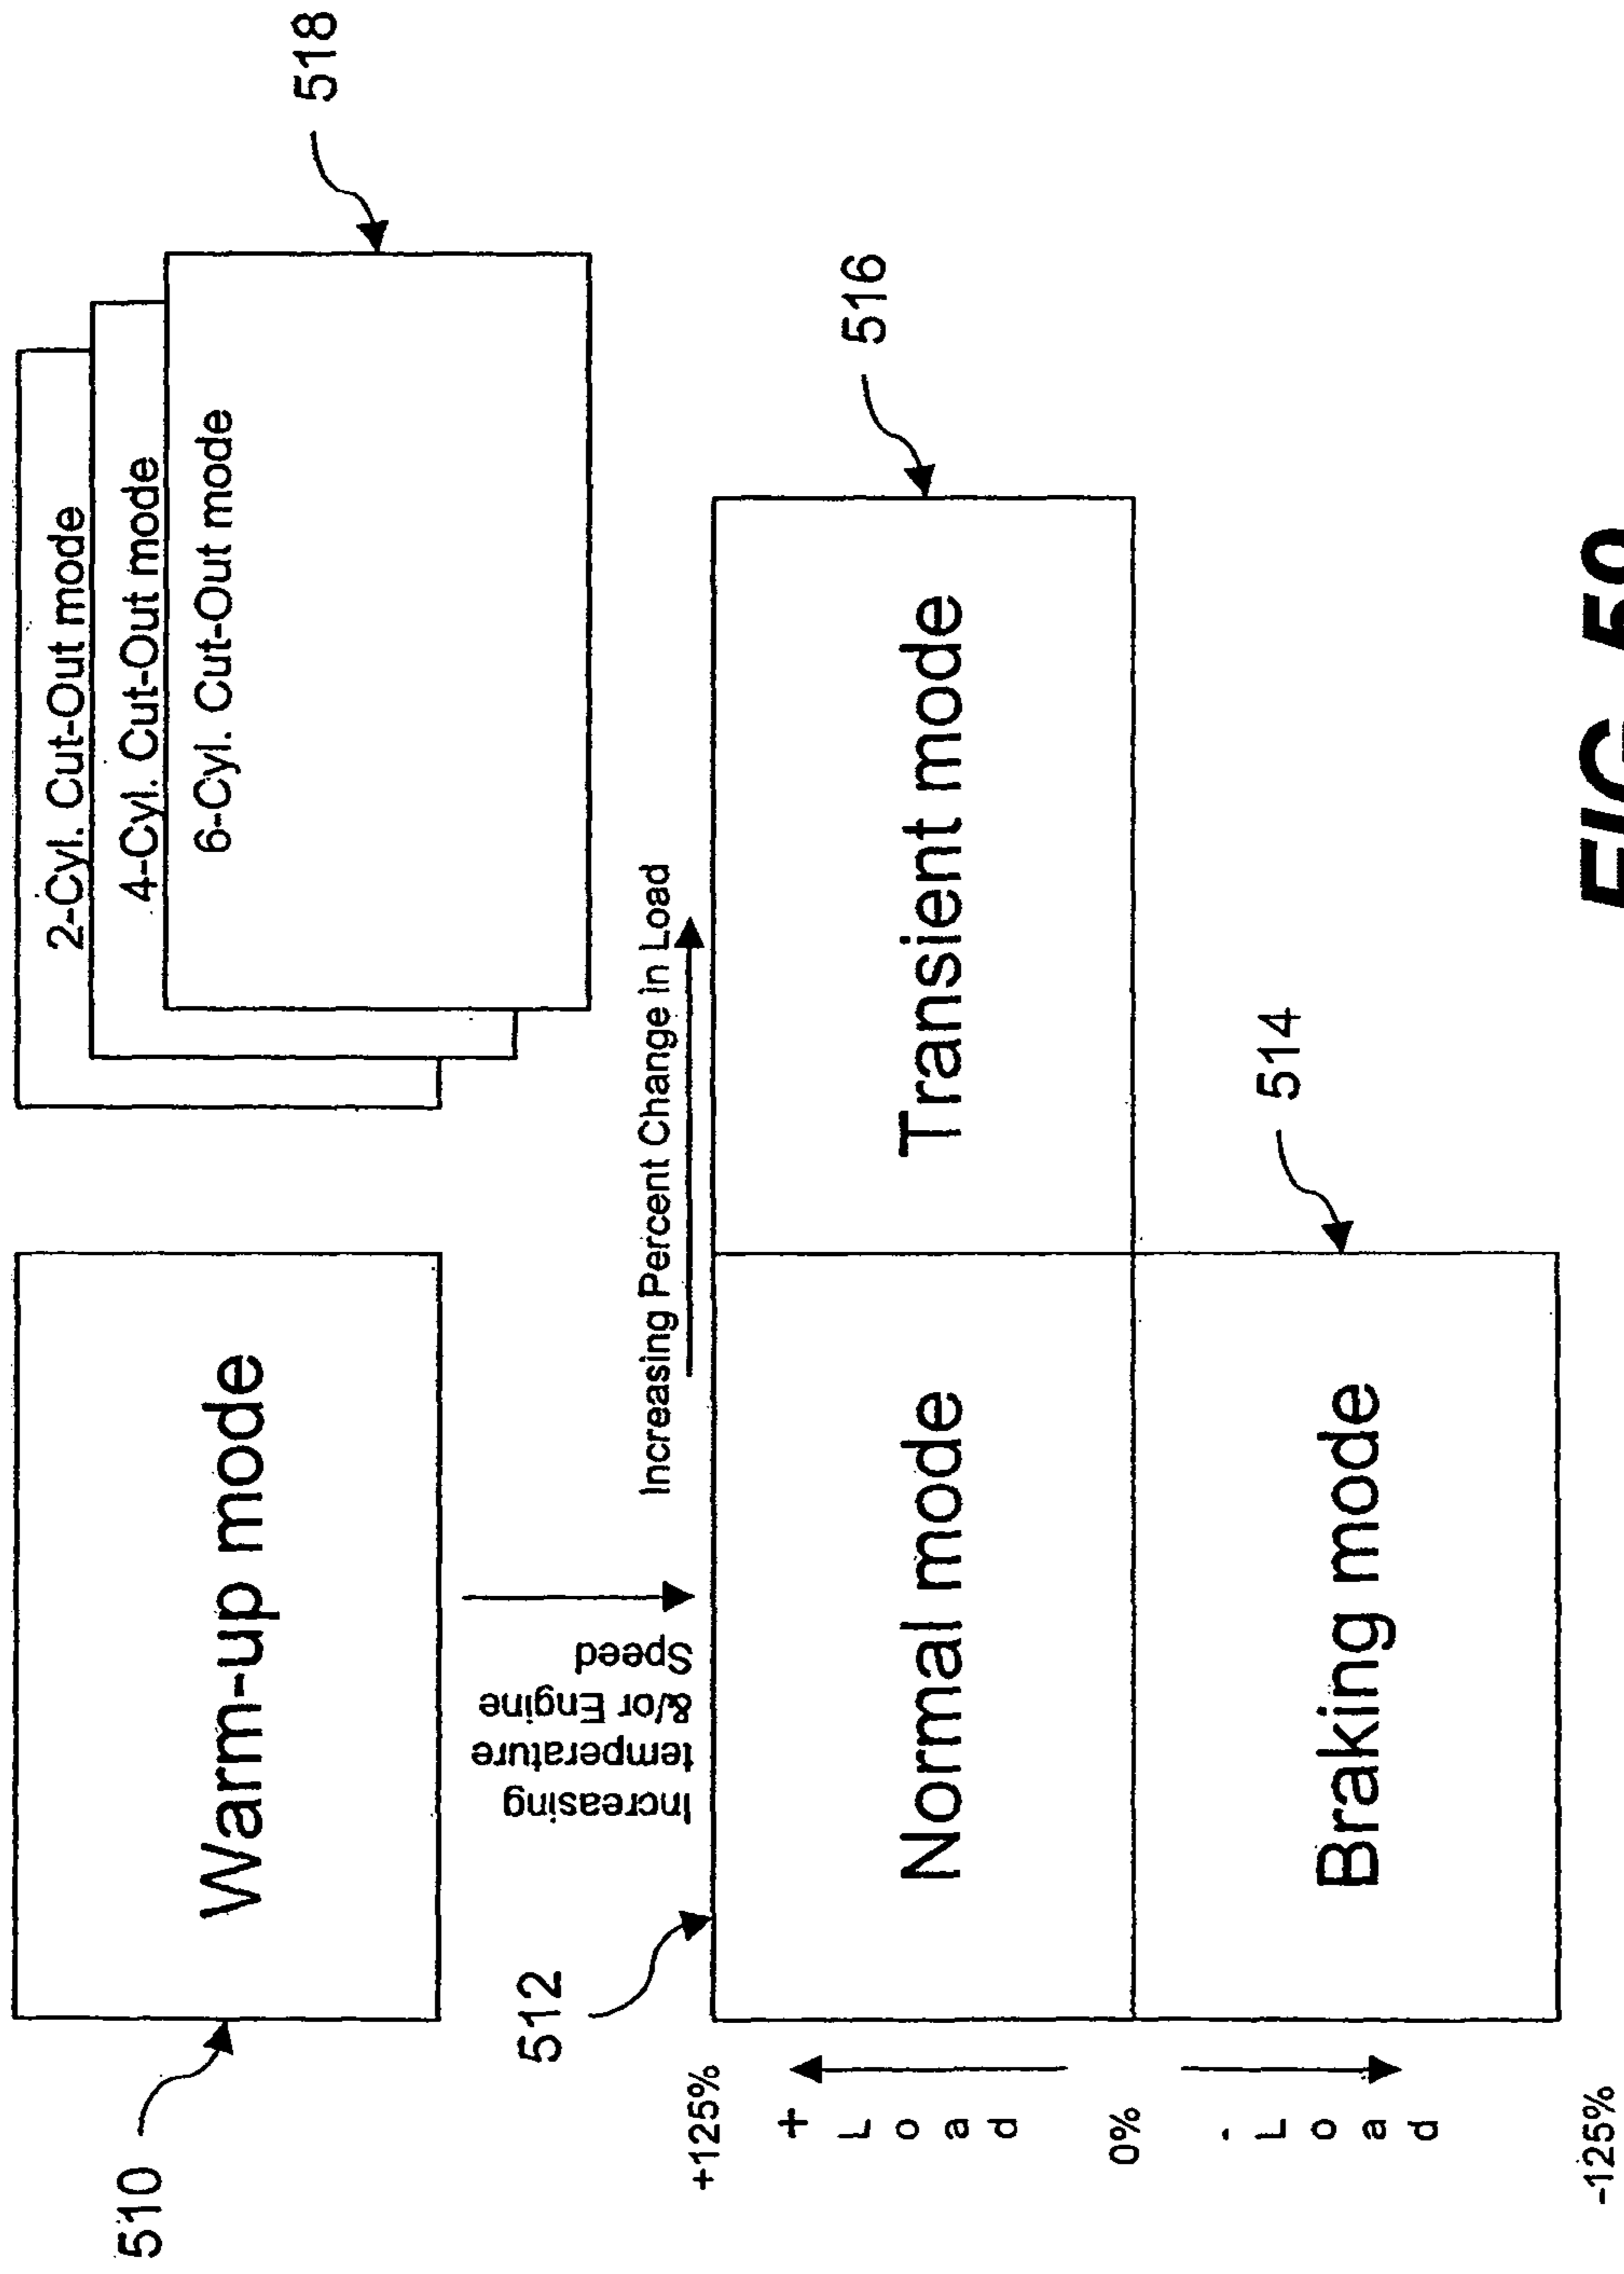 510
Warm-up mode
2-Cyl. Cut-Out mode
4-Cyl. Cut-Out mode
6-Cyl. Cut-Out mode
518
512
Increasing
temperature
&/or Engine
Speed
Increasing Percent Change in Load
+125%
+
L
o
a
d
0%
-
L
o
a
d
-125%
Normal mode
Transient mode
516
Braking mode
514
FIG.